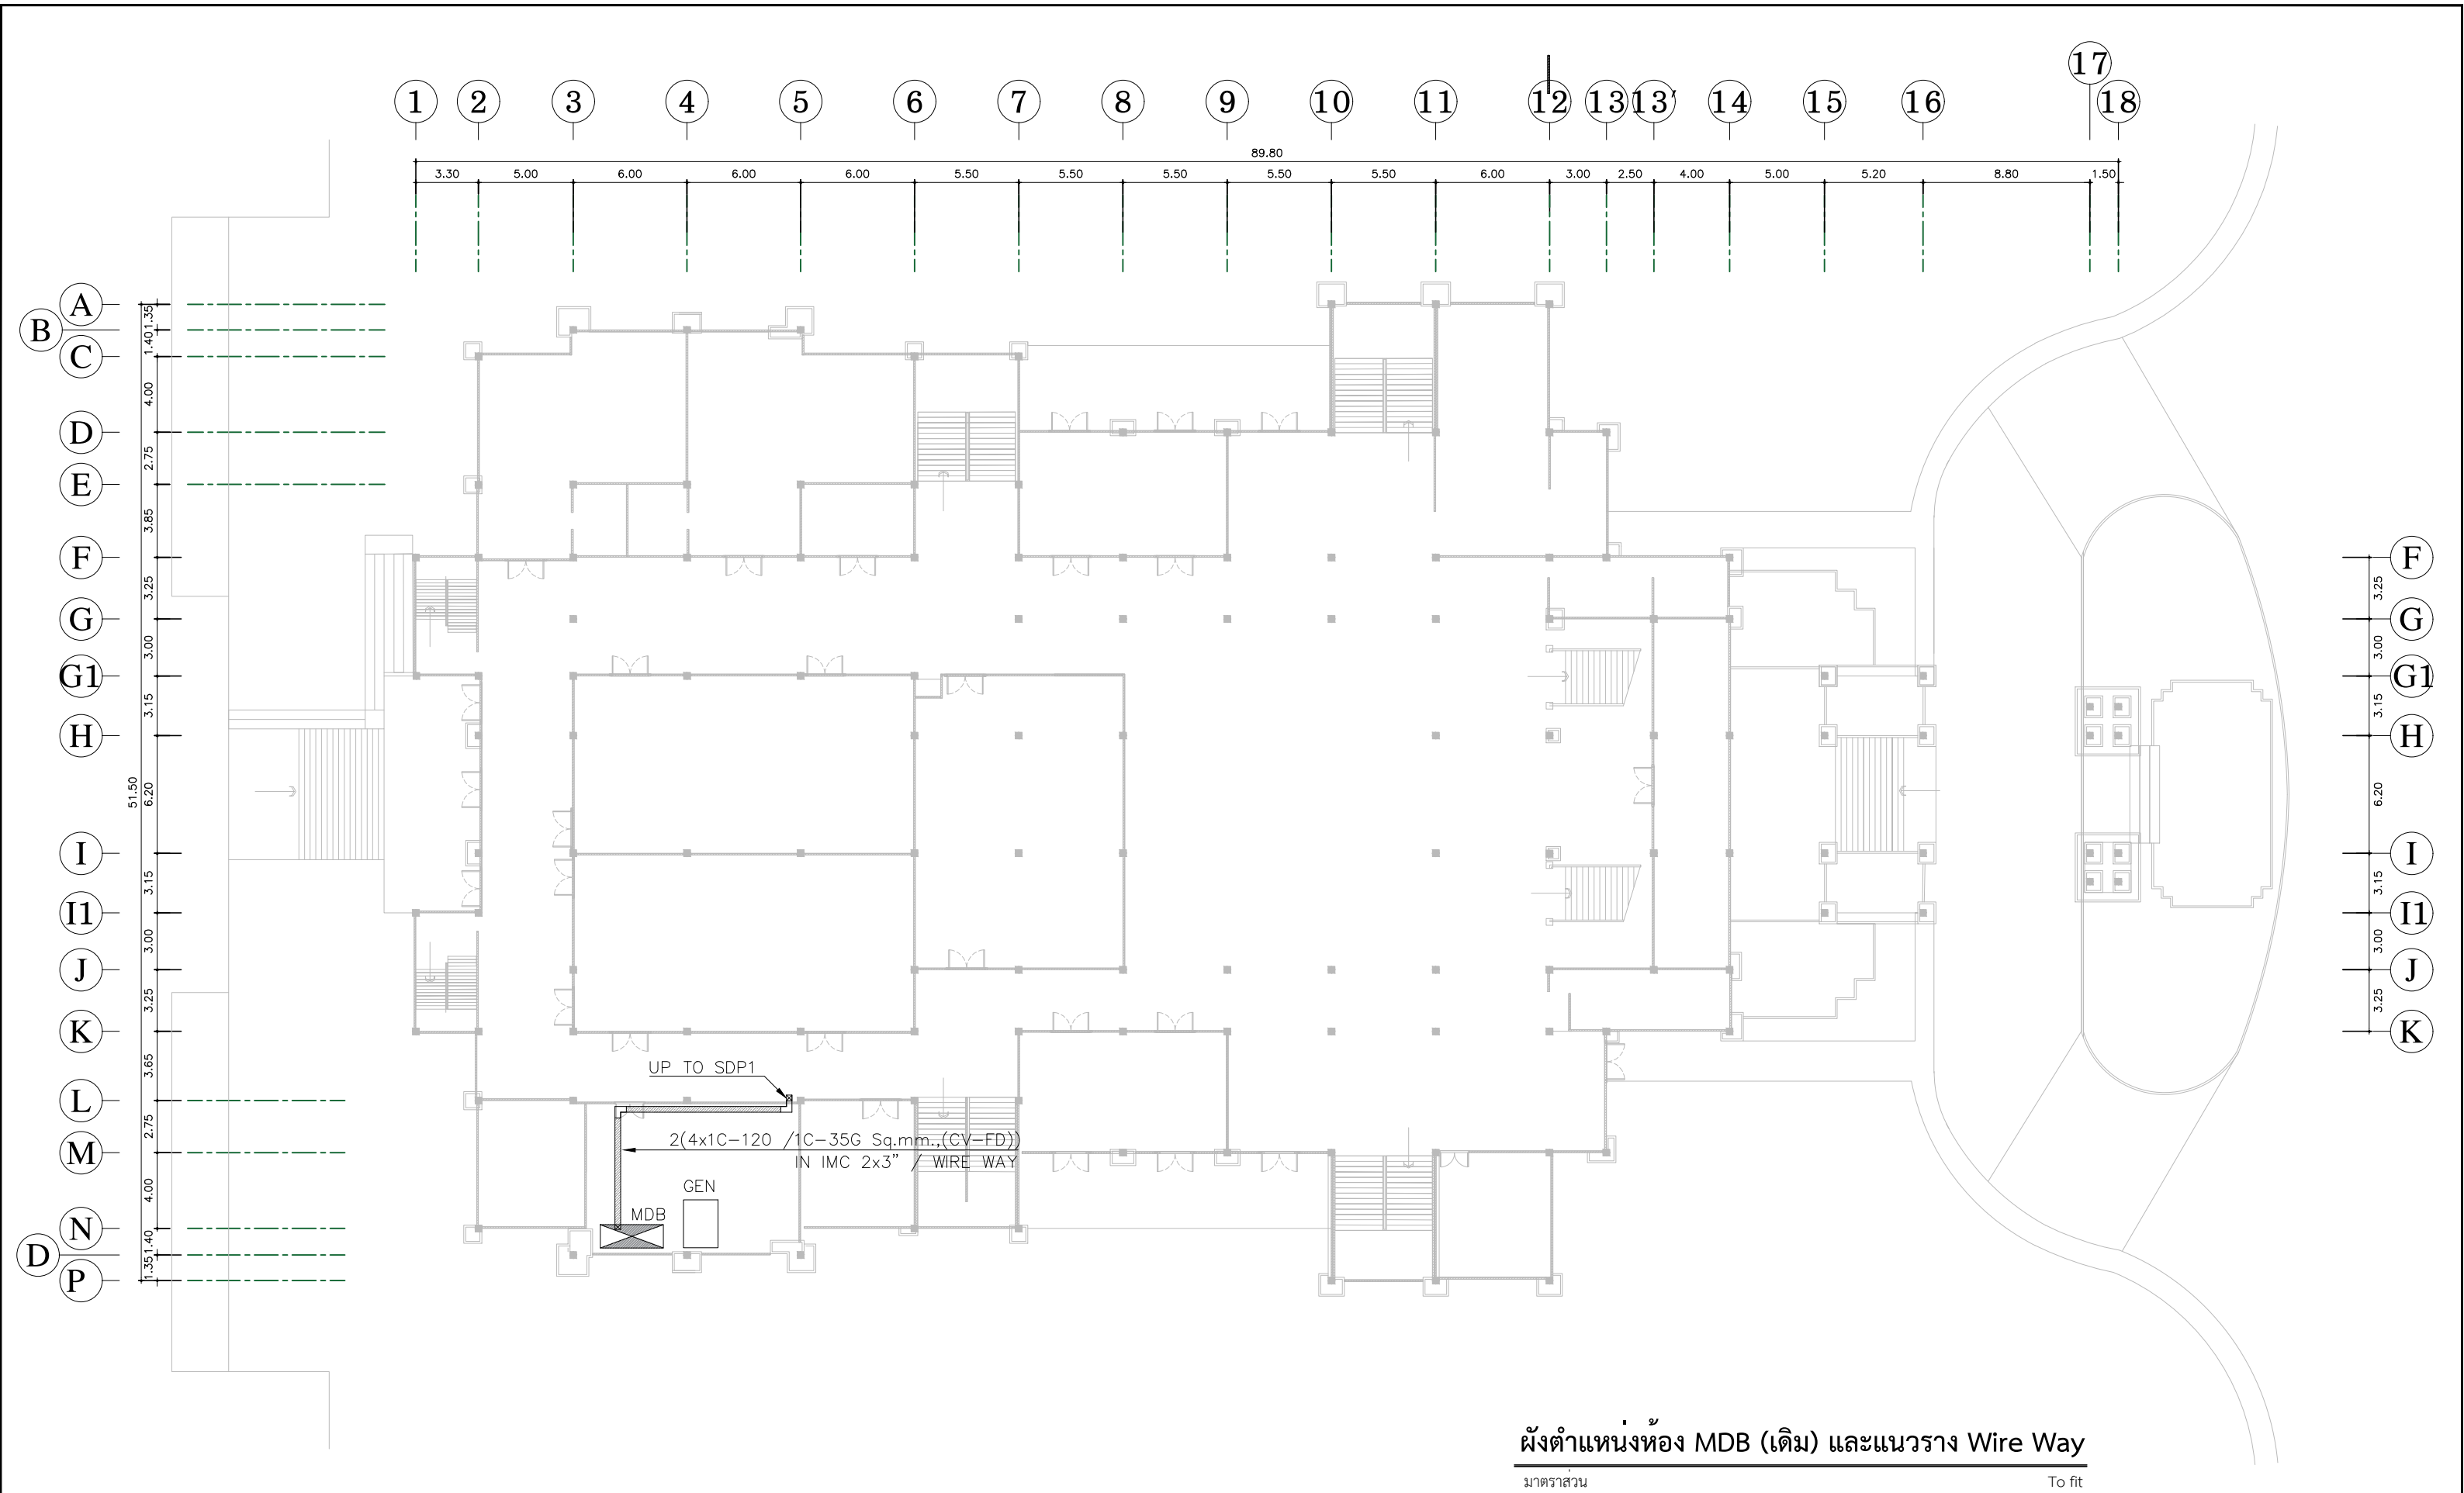 17
1 2 3 4 5 6 7 8 9 10 11 12 13 13' 14 15 16 18
89.80
3.30 5.00 6.00 6.00 6.00 5.50 5.50 5.50 5.50 5.50 6.00 3.00 2.50 4.00 5.00 5.20 8.80 1.50
A
1.35
B
1.40
C
4.00
D
2.75
E
3.85
F
3.25
G
3.00
G1
3.15
H
51.50
6.20
I
3.15
I1
3.00
J
3.25
K
3.65
L
2.75
M
4.00
N
1.40
D
1.35
P
F
3.25
G
3.00
G1
3.15
H
6.20
I
3.15
I1
3.00
J
3.25
K
UP TO SDP1
2(4x1C-120 /1C-35G Sq.mm.,(CV-FD))
IN IMC 2x3" / WIRE WAY
GEN
MDB
ผังตำแหน่งห้อง MDB (เดิม) และแนวราง Wire Way
มาตราส่วน To fit